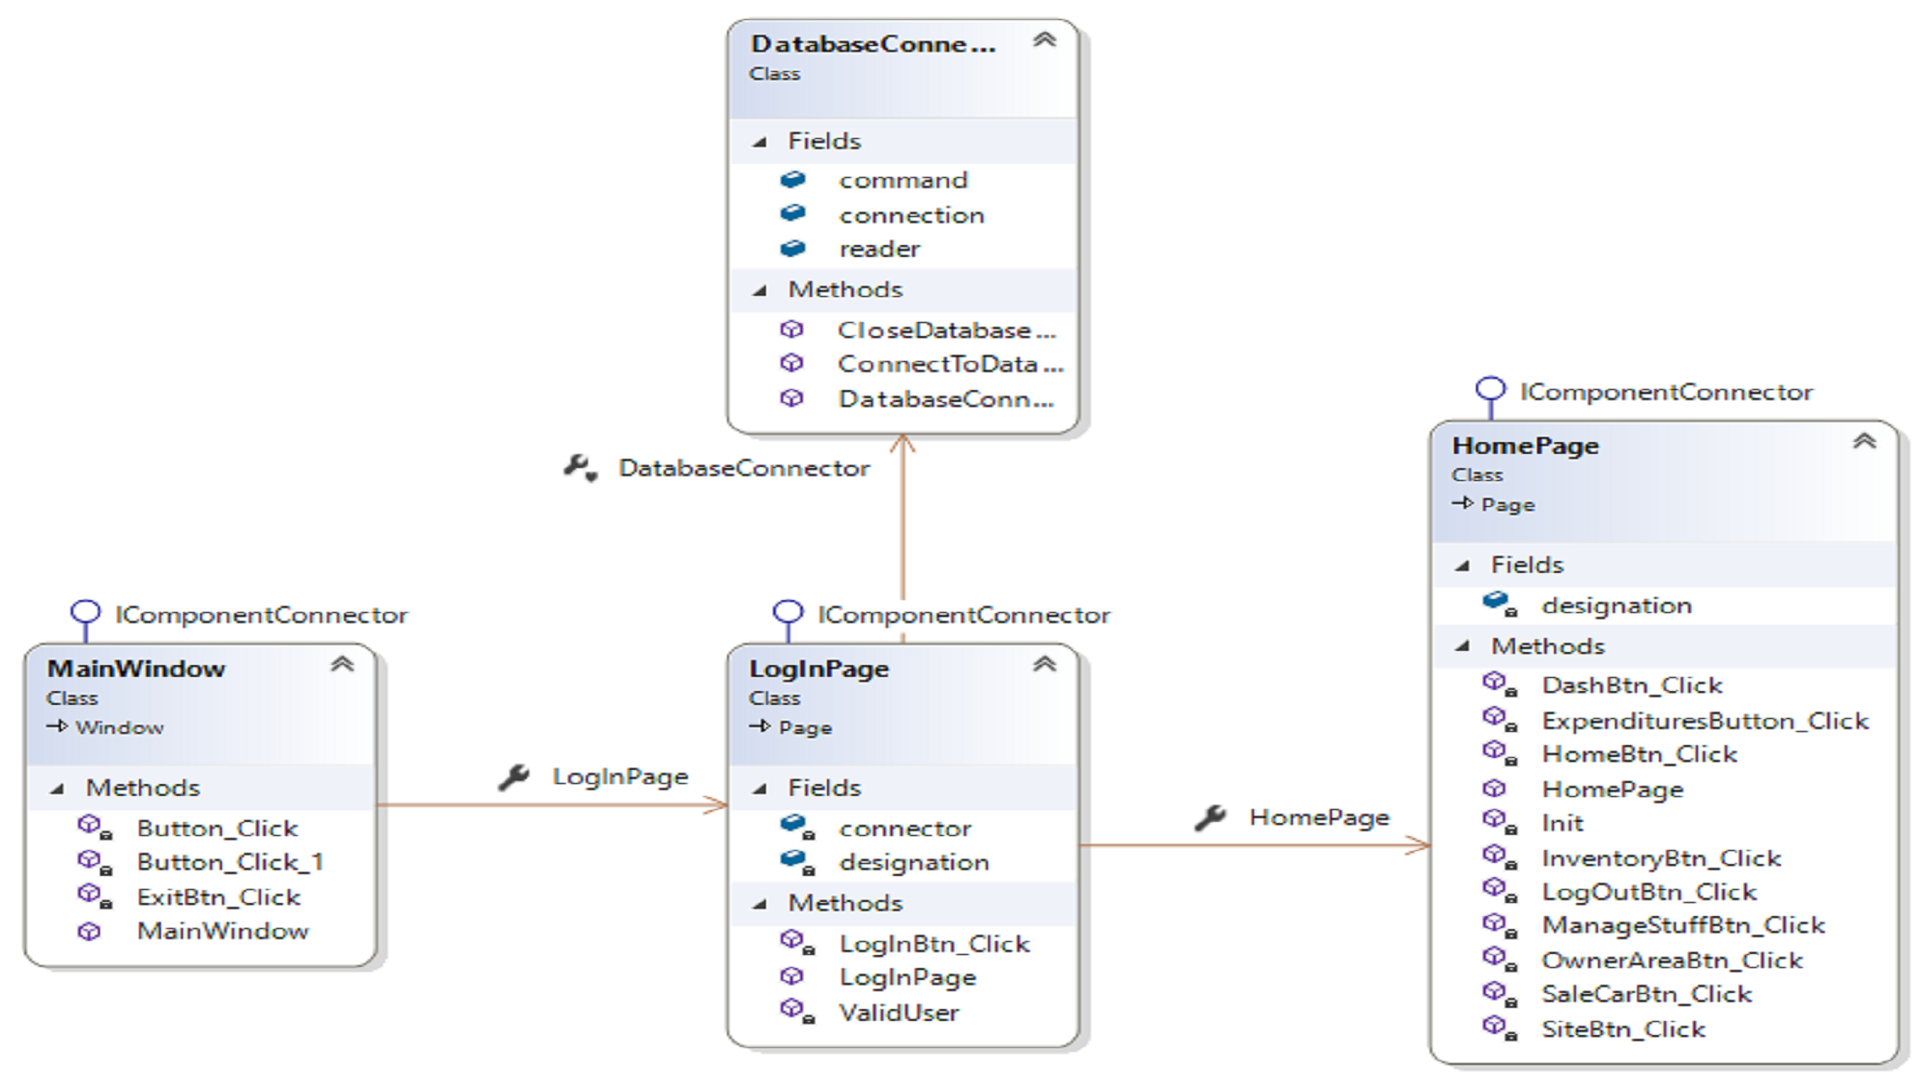 DatabaseConne...
Class
Fields
command
connection
reader
Methods
CloseDatabase...
ConnectToData...
DatabaseConn...
DatabaseConnector
IComponentConnector
MainWindow
Class
Window
Methods
Button_Click
Button_Click_1
ExitBtn_Click
MainWindow
LogInPage
IComponentConnector
LogInPage
Class
Page
Fields
connector
designation
Methods
LogInBtn_Click
LogInPage
ValidUser
HomePage
IComponentConnector
HomePage
Class
Page
Fields
designation
Methods
DashBtn_Click
ExpendituresButton_Click
HomeBtn_Click
HomePage
Init
InventoryBtn_Click
LogOutBtn_Click
ManageStuffBtn_Click
OwnerAreaBtn_Click
SaleCarBtn_Click
SiteBtn_Click